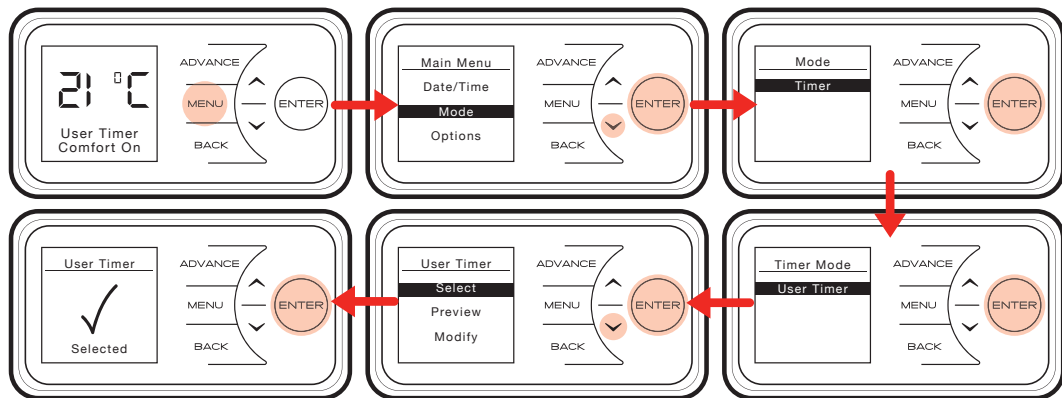 21 °C
User Timer
Comfort On
ADVANCE
MENU
BACK
ENTER
Main Menu
Date/Time
Mode
Options
ADVANCE
MENU
BACK
ENTER
Mode
Timer
ADVANCE
MENU
BACK
ENTER
User Timer
Selected
ADVANCE
MENU
BACK
ENTER
User Timer
Select
Preview
Modify
ADVANCE
MENU
BACK
ENTER
Timer Mode
User Timer
ADVANCE
MENU
BACK
ENTER